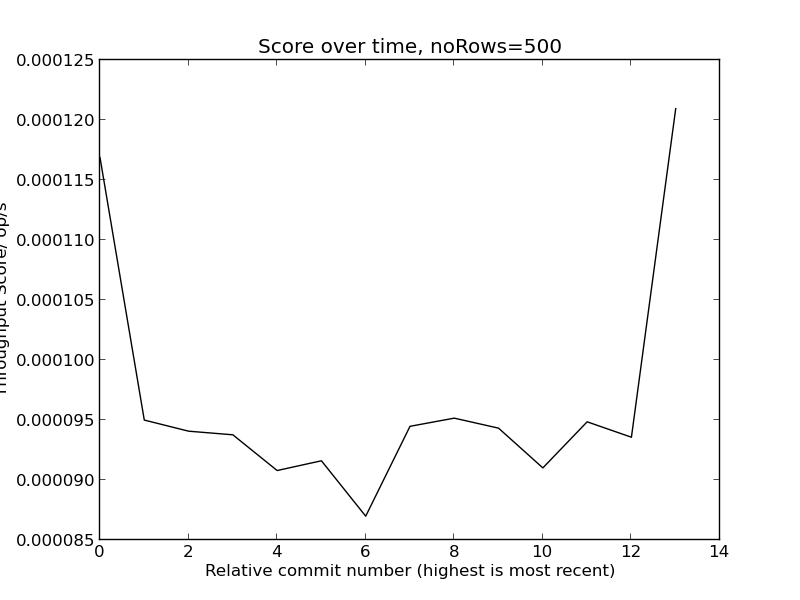 Score over time, noRows=500
0.000125
0.000120
0.000115
0.000110
0.000105
0.000100
0.000095
0.000090
0.000085
Throughput Score/ op/s
0 2 4 6 8 10 12 14
Relative commit number (highest is most recent)